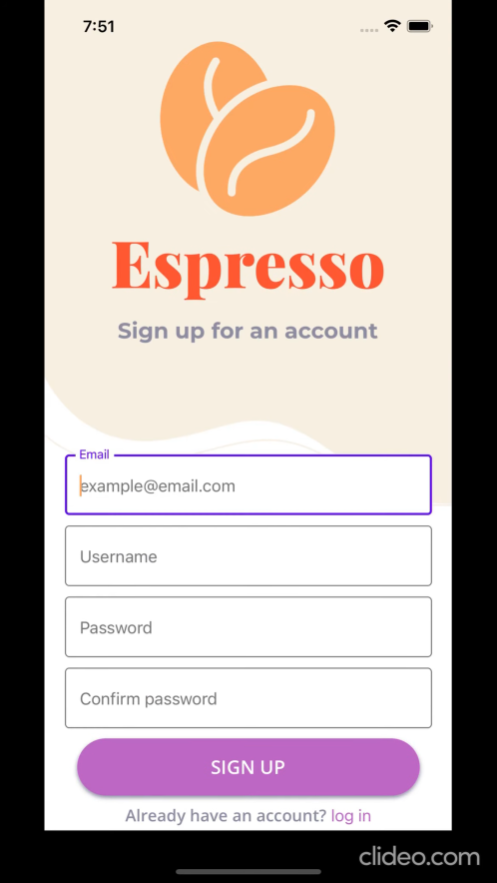 7:51
Espresso
Sign up for an account
Email
example@email.com
Username
Password
Confirm password
SIGN UP
Already have an account? log in
clideo.com